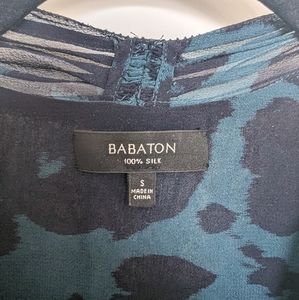 BABATON
100% SILK
S
MADE IN
CHINA